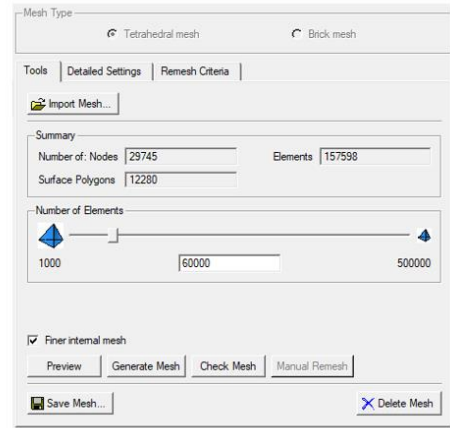 Mesh Type
Tetrahedral mesh Brick mesh
Tools Detailed Settings Remesh Criteria
Import Mesh...
Summary
Number of: Nodes 29745 Elements 157598
Surface Polygons 12280
Number of Elements
1000 60000 500000
Finer internal mesh
Preview Generate Mesh Check Mesh Manual Remesh
Save Mesh... Delete Mesh